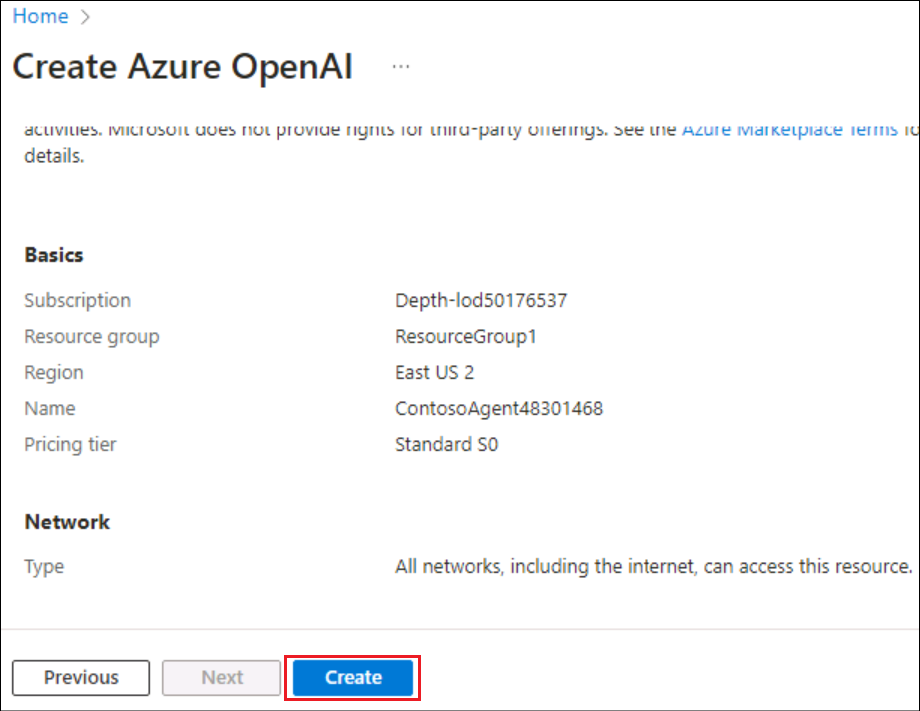 Home >
Create Azure OpenAI ...
activities. Microsoft does not provide rights for third-party offerings. See the Azure Marketplace Terms fo
details.
Basics
Subscription Depth-lod50176537
Resource group ResourceGroup1
Region East US 2
Name ContosoAgent48301468
Pricing tier Standard S0
Network
Type All networks, including the internet, can access this resource.
Previous Next Create